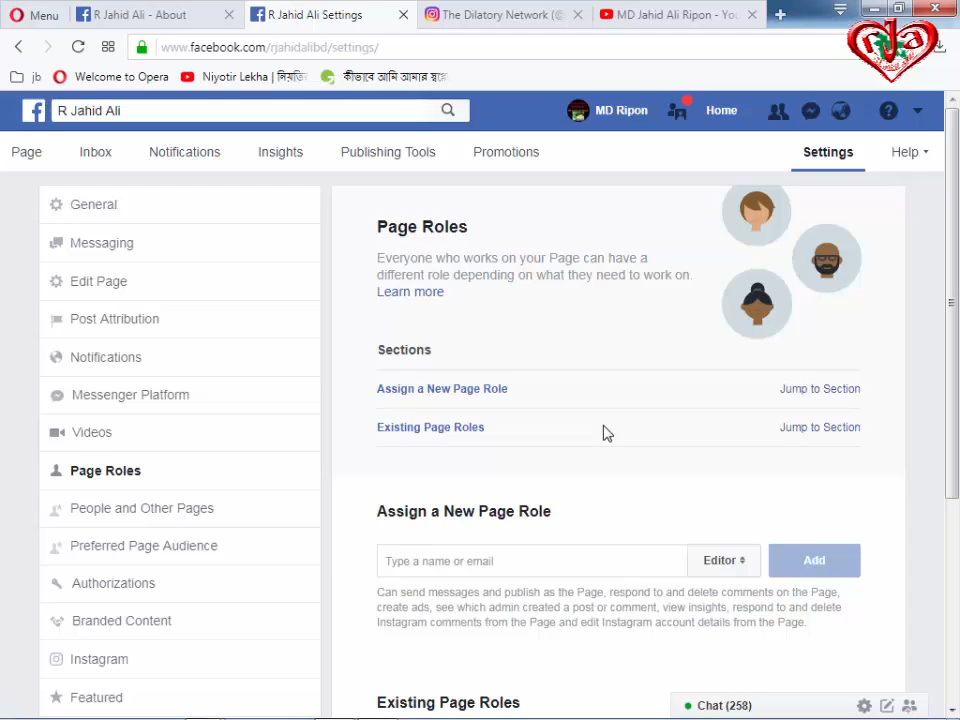 Menu
R Jahid Ali - About
R Jahid Ali Settings
The Dilatory Network (@
MD Jahid Ali Ripon - You
www.facebook.com/rjahidalibd/settings/
rja
jb
Welcome to Opera
Niyotir Lekha | নিয়তি
কীভাবে আমি আমার
R Jahid Ali
MD Ripon
Home
Page
Inbox
Notifications
Insights
Publishing Tools
Promotions
Settings
Help
General
Messaging
Edit Page
Post Attribution
Notifications
Messenger Platform
Videos
Page Roles
People and Other Pages
Preferred Page Audience
Authorizations
Branded Content
Instagram
Featured
Page Roles
Everyone who works on your Page can have a
different role depending on what they need to work on.
Learn more
Sections
Assign a New Page Role
Jump to Section
Existing Page Roles
Jump to Section
Assign a New Page Role
Type a name or email
Editor
Add
Can send messages and publish as the Page, respond to and delete comments on the Page,
create ads, see which admin created a post or comment, view insights, respond to and delete
Instagram comments from the Page and edit Instagram account details from the Page.
Existing Page Roles
Chat (258)